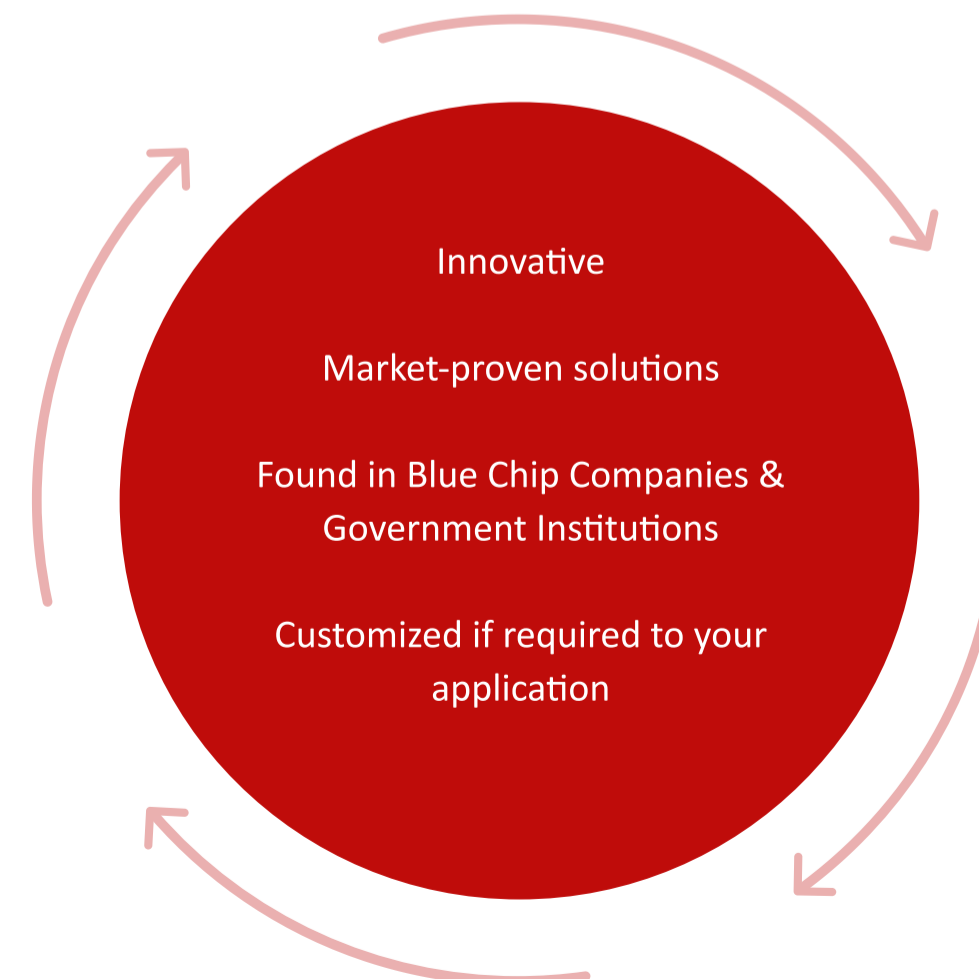 Innovative
Market-proven solutions
Found in Blue Chip Companies &
Government Institutions
Customized if required to your
application